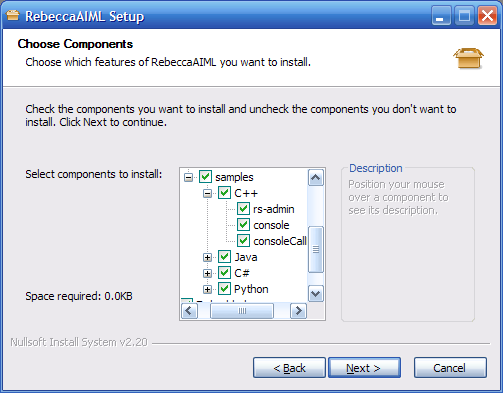 RebeccaAIML Setup
Choose Components
Choose which features of RebeccaAIML you want to install.
Check the components you want to install and uncheck the components you don't want to
install. Click Next to continue.
Select components to install:
samples
C++
rs-admin
console
consoleCall
Java
C#
Python
Description
Position your mouse
over a component to
see its description.
Space required: 0.0KB
Nullsoft Install System v2.20
< Back
Next >
Cancel